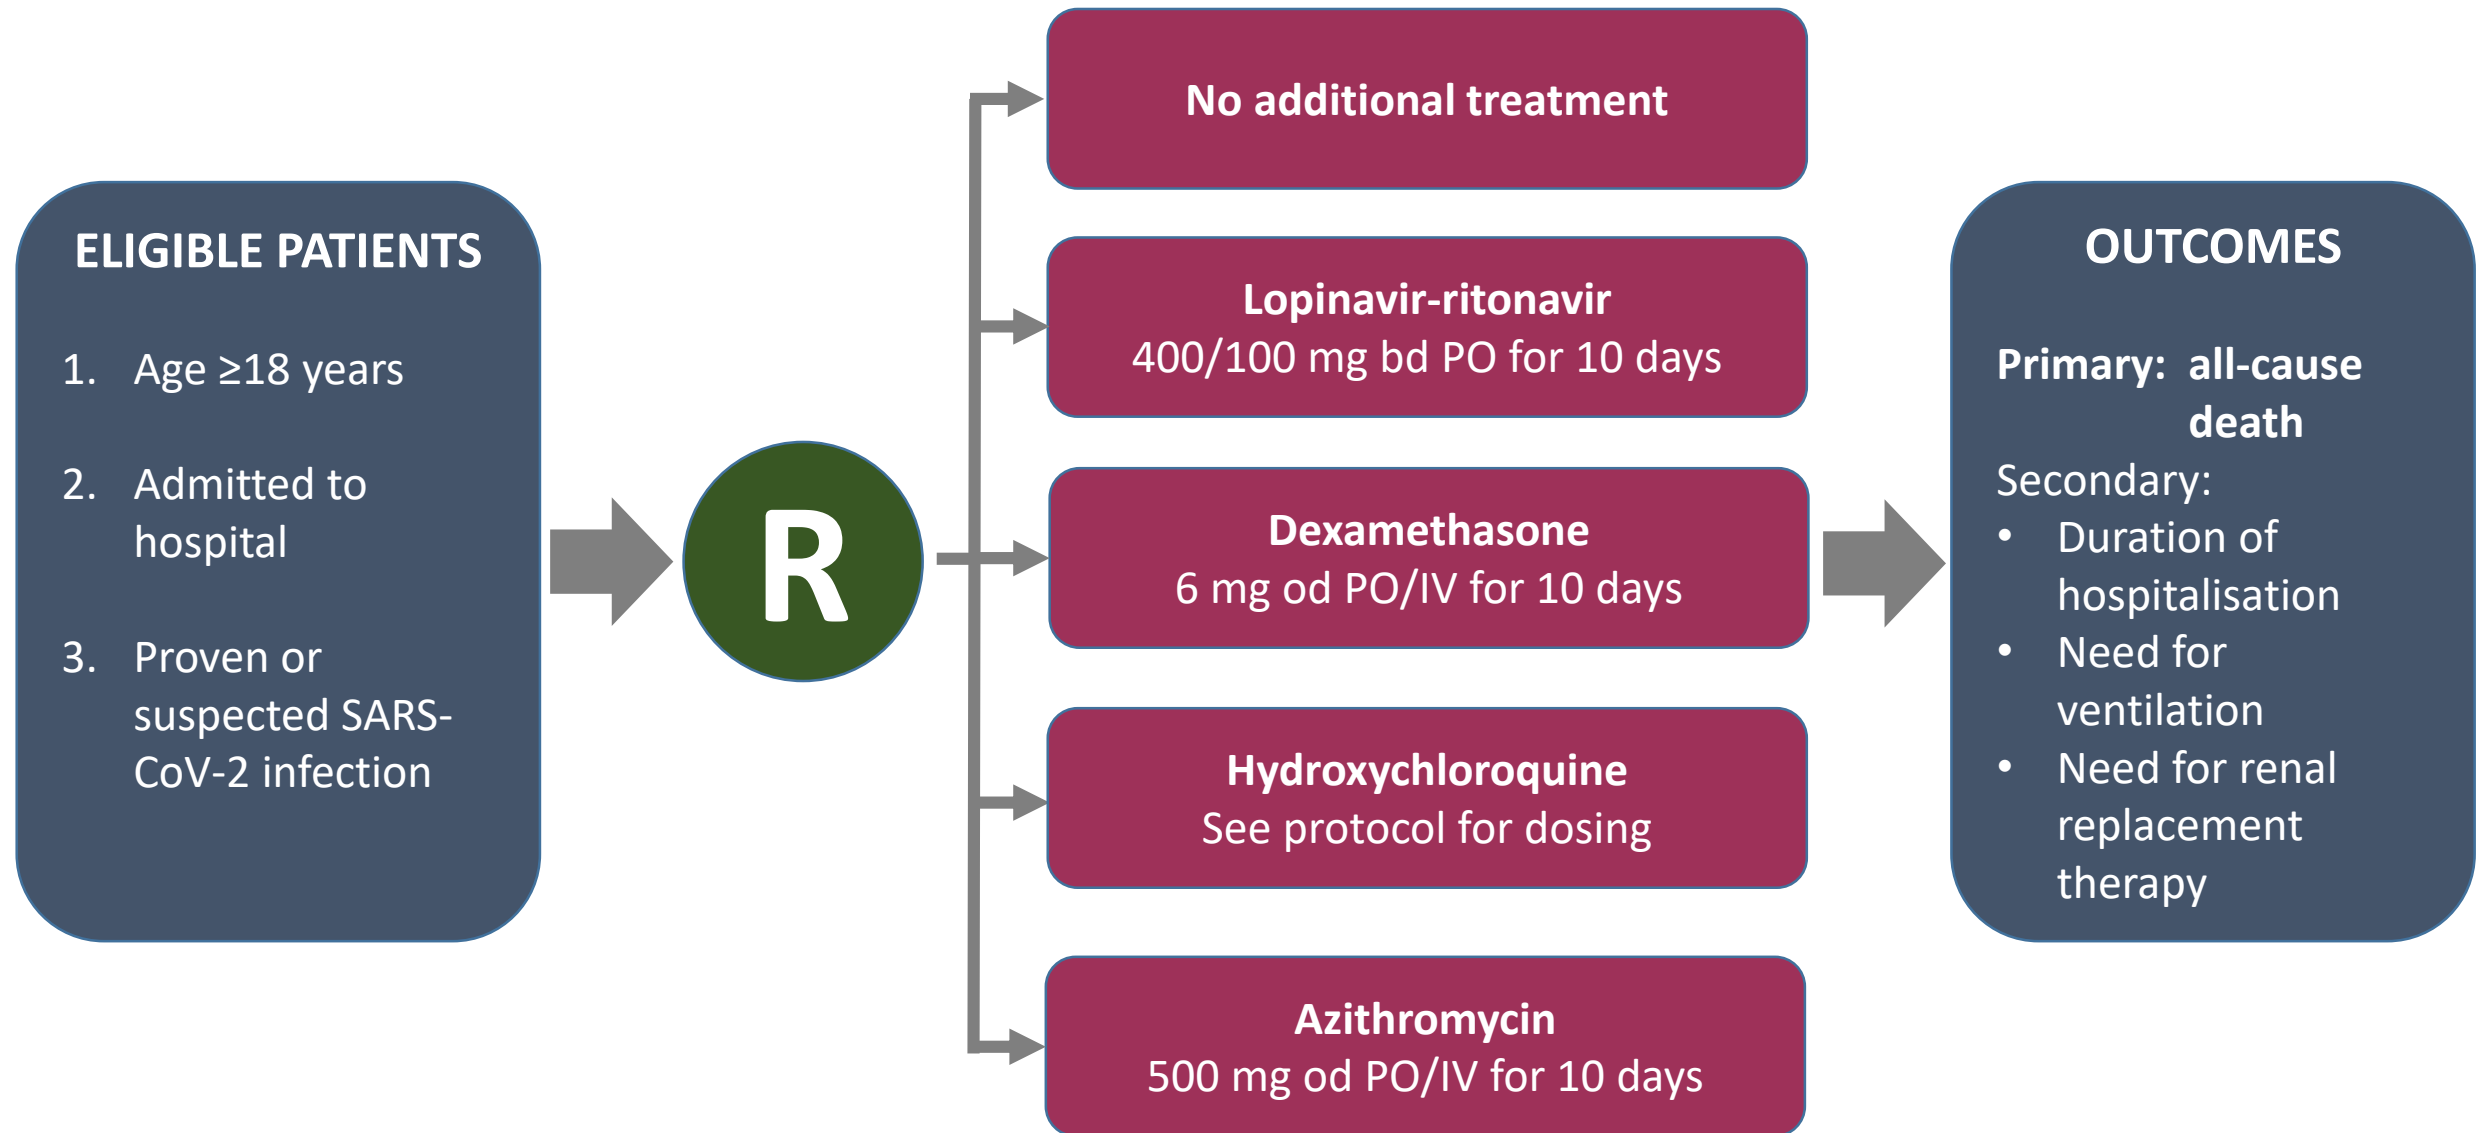 ELIGIBLE PATIENTS
1. Age ≥18 years
2. Admitted to
hospital
3. Proven or
suspected SARS-
CoV-2 infection
R
No additional treatment
Lopinavir-ritonavir
400/100 mg bd PO for 10 days
Dexamethasone
6 mg od PO/IV for 10 days
Hydroxychloroquine
See protocol for dosing
Azithromycin
500 mg od PO/IV for 10 days
OUTCOMES
Primary: all-cause
death
Secondary:
• Duration of
hospitalisation
• Need for
ventilation
• Need for renal
replacement
therapy